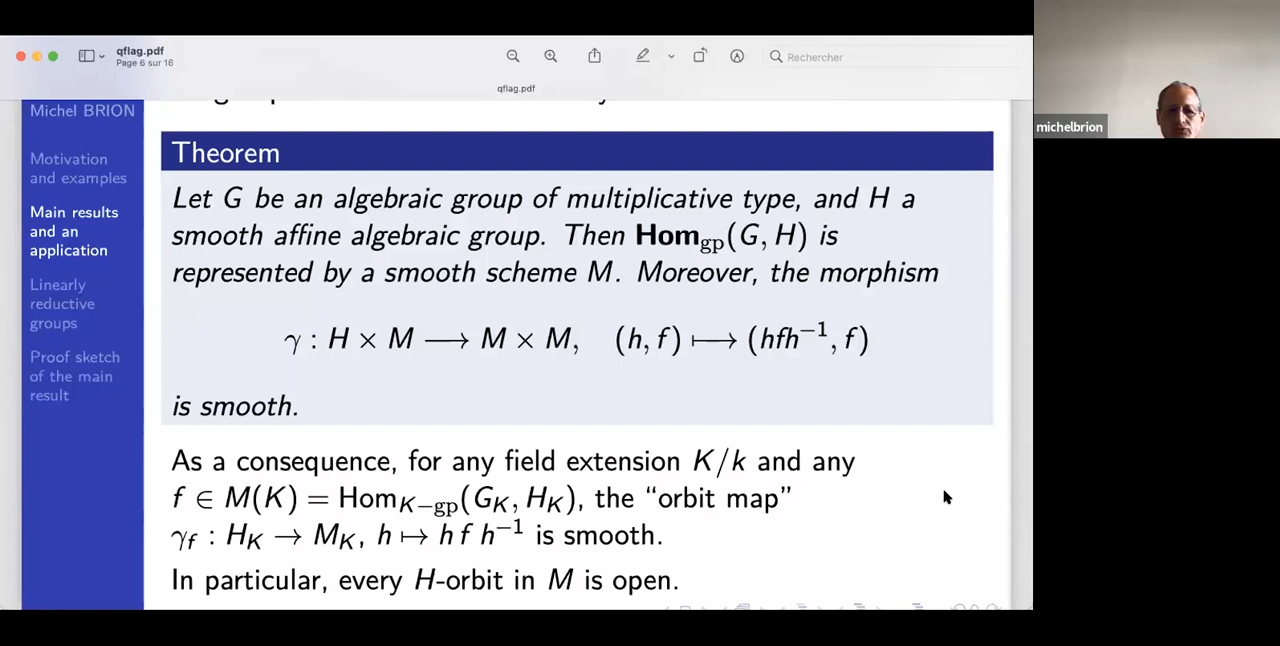 qflag.pdf
Page 6 sur 16
Rechercher
qflag.pdf
michelbrion
Michel BRION
Motivation
and examples
Main results
and an
application
Linearly
reductive
groups
Proof sketch
of the main
result
Theorem
Let G be an algebraic group of multiplicative type, and H a
smooth affine algebraic group. Then Hom_gp(G, H) is
represented by a smooth scheme M. Moreover, the morphism
γ : H × M ⟶ M × M, (h, f) ⟼ (hfh⁻¹, f)
is smooth.
As a consequence, for any field extension K/k and any
f ∈ M(K) = Hom_{K−gp}(G_K, H_K), the “orbit map”
γ_f : H_K → M_K, h ↦ h f h⁻¹ is smooth.
In particular, every H-orbit in M is open.